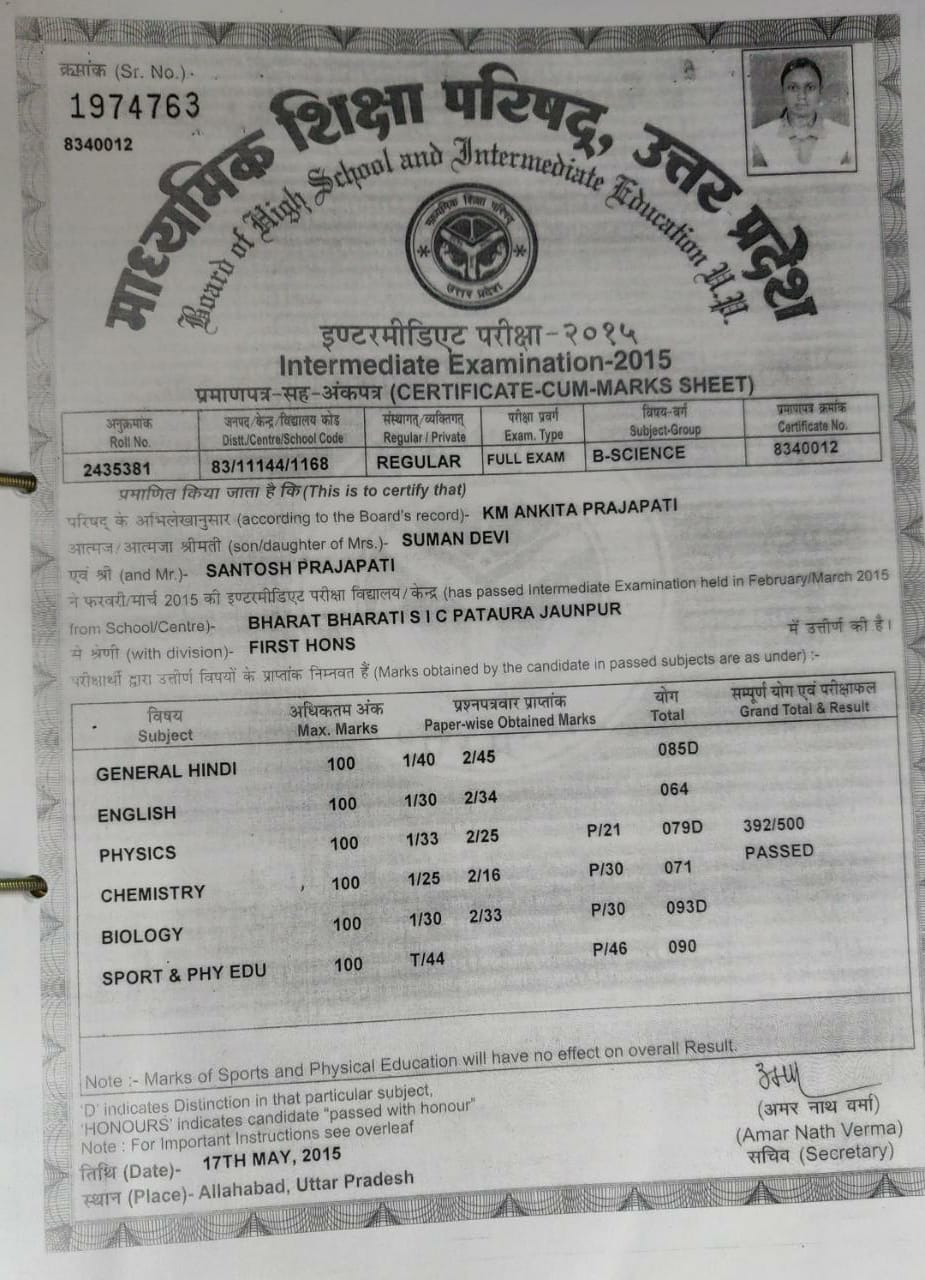 क्रमांक (Sr. No.)
1974763
8340012
माध्यमिक शिक्षा परिषद्, उत्तर प्रदेश
Board of High School and Intermediate Education U.P.
माध्यमिक शिक्षा परिषद्
उत्तर प्रदेश
इण्टरमीडिएट परीक्षा-२०१५
Intermediate Examination-2015
प्रमाणपत्र-सह-अंकपत्र (CERTIFICATE-CUM-MARKS SHEET)
अनुक्रमांक जनपद/केन्द्र/विद्यालय कोड संस्थागत/व्यक्तिगत् परीक्षा प्रवर्ग विषय-वर्ग प्रमाणपत्र क्रमांक
Roll No. Distt./Centre/School Code Regular / Private Exam. Type Subject-Group Certificate No.
2435381 83/11144/1168 REGULAR FULL EXAM B-SCIENCE 8340012
प्रमाणित किया जाता है कि (This is to certify that)
परिषद् के अभिलेखानुसार (according to the Board's record)- KM ANKITA PRAJAPATI
आत्मज/आत्मजा श्रीमती (son/daughter of Mrs.)- SUMAN DEVI
एवं श्री (and Mr.)- SANTOSH PRAJAPATI
ने फरवरी/मार्च 2015 की इण्टरमीडिएट परीक्षा विद्यालय/केन्द्र (has passed Intermediate Examination held in February/March 2015
from School/Centre)- BHARAT BHARATI S I C PATAURA JAUNPUR
में उत्तीर्ण की है।
मे श्रेणी (with division)- FIRST HONS
परीक्षार्थी द्वारा उत्तीर्ण विषयों के प्राप्तांक निम्नवत हैं (Marks obtained by the candidate in passed subjects are as under) :-
विषय अधिकतम अंक प्रश्नपत्रवार प्राप्तांक योग सम्पूर्ण योग एवं परीक्षाफल
Subject Max. Marks Paper-wise Obtained Marks Total Grand Total & Result
GENERAL HINDI 100 1/40 2/45 085D
ENGLISH 100 1/30 2/34 064
PHYSICS 100 1/33 2/25 P/21 079D 392/500
CHEMISTRY 100 1/25 2/16 P/30 071 PASSED
BIOLOGY 100 1/30 2/33 P/30 093D
SPORT & PHY EDU 100 T/44 P/46 090
Note :- Marks of Sports and Physical Education will have no effect on overall Result.
'D' indicates Distinction in that particular subject,
'HONOURS' indicates candidate "passed with honour"
Note : For Important Instructions see overleaf
तिथि (Date)- 17TH MAY, 2015
स्थान (Place)- Allahabad, Uttar Pradesh
(अमर नाथ वर्मा)
(Amar Nath Verma)
सचिव (Secretary)